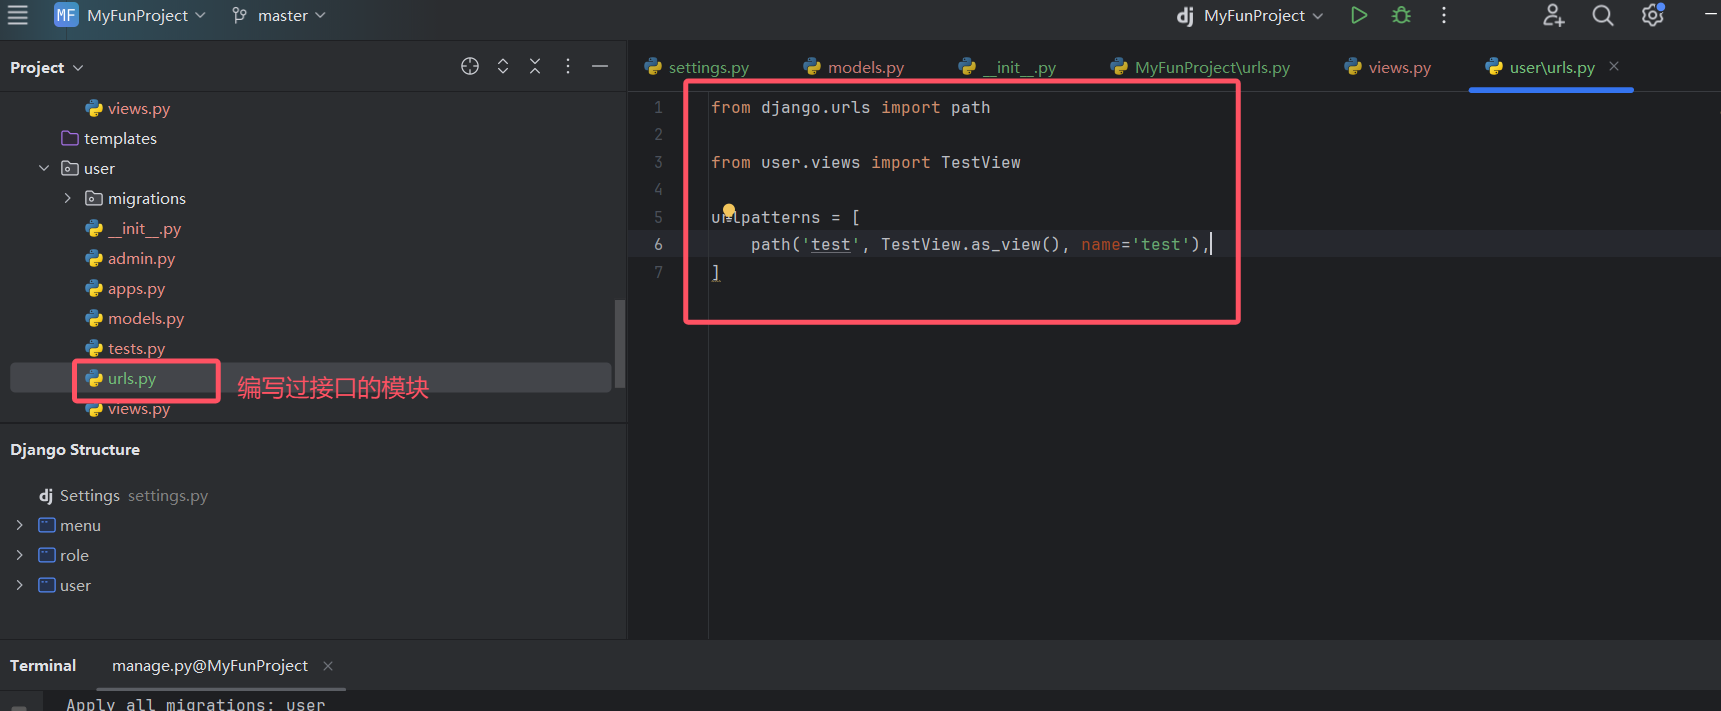 MF MyFunProject master
dj MyFunProject
Project
settings.py models.py __init__.py MyFunProject\urls.py views.py user\urls.py
views.py
templates
user
migrations
__init__.py
admin.py
apps.py
models.py
tests.py
urls.py
编写过接口的模块
views.py
1 from django.urls import path
2
3 from user.views import TestView
4
5 urlpatterns = [
6 path('test', TestView.as_view(), name='test'),
7 ]
Django Structure
dj Settings settings.py
menu
role
user
Terminal manage.py@MyFunProject
Apply all migrations: user